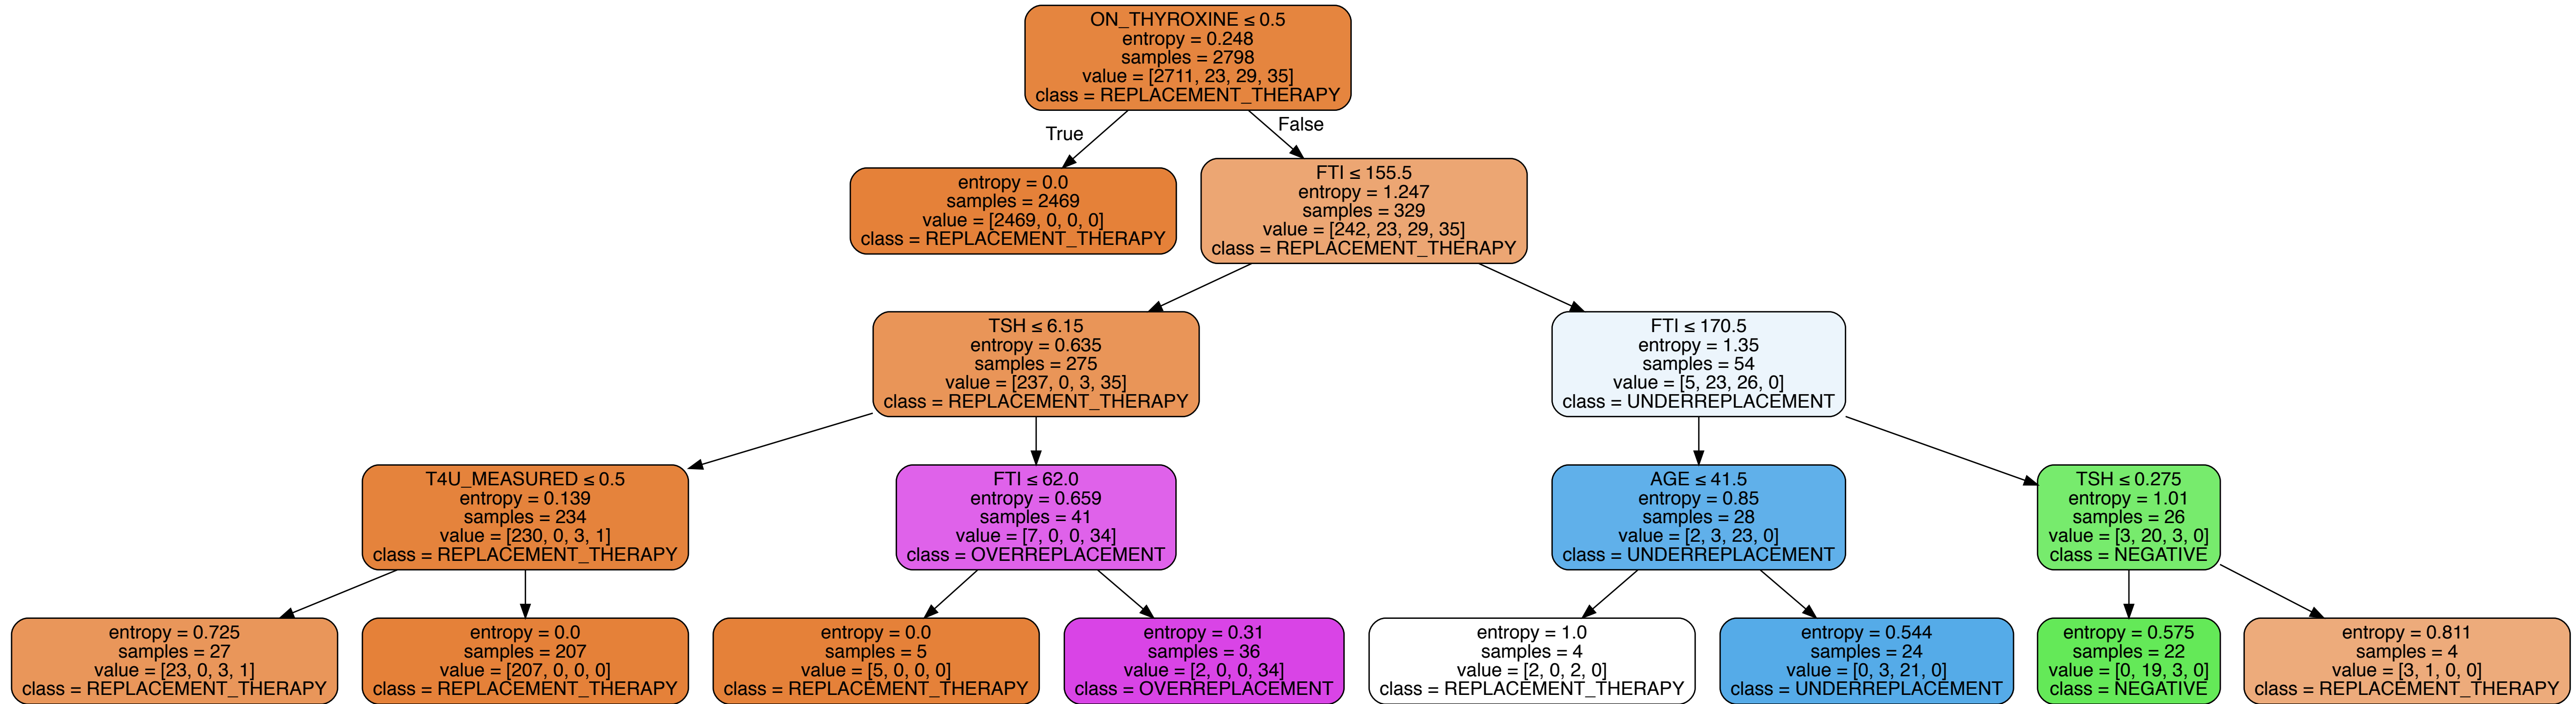 ON_THYROXINE ≤ 0.5
entropy = 0.248
samples = 2798
value = [2711, 23, 29, 35]
class = REPLACEMENT_THERAPY
True
False
entropy = 0.0
samples = 2469
value = [2469, 0, 0, 0]
class = REPLACEMENT_THERAPY
FTI ≤ 155.5
entropy = 1.247
samples = 329
value = [242, 23, 29, 35]
class = REPLACEMENT_THERAPY
TSH ≤ 6.15
entropy = 0.635
samples = 275
value = [237, 0, 3, 35]
class = REPLACEMENT_THERAPY
FTI ≤ 170.5
entropy = 1.35
samples = 54
value = [5, 23, 26, 0]
class = UNDERREPLACEMENT
T4U_MEASURED ≤ 0.5
entropy = 0.139
samples = 234
value = [230, 0, 3, 1]
class = REPLACEMENT_THERAPY
FTI ≤ 62.0
entropy = 0.659
samples = 41
value = [7, 0, 0, 34]
class = OVERREPLACEMENT
AGE ≤ 41.5
entropy = 0.85
samples = 28
value = [2, 3, 23, 0]
class = UNDERREPLACEMENT
TSH ≤ 0.275
entropy = 1.01
samples = 26
value = [3, 20, 3, 0]
class = NEGATIVE
entropy = 0.725
samples = 27
value = [23, 0, 3, 1]
class = REPLACEMENT_THERAPY
entropy = 0.0
samples = 207
value = [207, 0, 0, 0]
class = REPLACEMENT_THERAPY
entropy = 0.0
samples = 5
value = [5, 0, 0, 0]
class = REPLACEMENT_THERAPY
entropy = 0.31
samples = 36
value = [2, 0, 0, 34]
class = OVERREPLACEMENT
entropy = 1.0
samples = 4
value = [2, 0, 2, 0]
class = REPLACEMENT_THERAPY
entropy = 0.544
samples = 24
value = [0, 3, 21, 0]
class = UNDERREPLACEMENT
entropy = 0.575
samples = 22
value = [0, 19, 3, 0]
class = NEGATIVE
entropy = 0.811
samples = 4
value = [3, 1, 0, 0]
class = REPLACEMENT_THERAPY